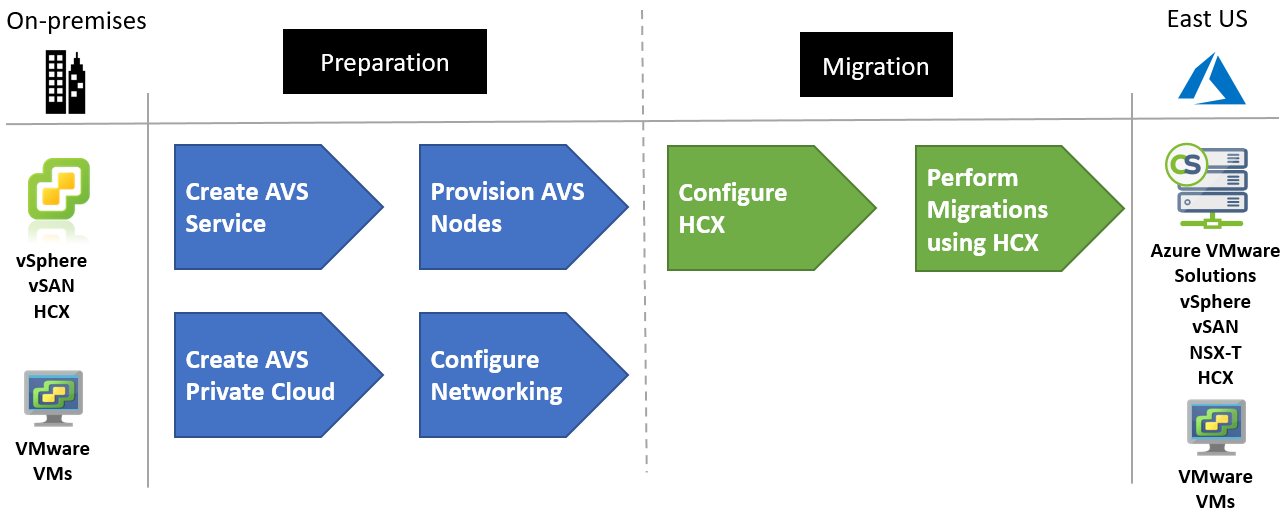 On-premises
Preparation
Migration
East US
vSphere
vSAN
HCX
VMware
VMs
Create AVS
Service
Provision AVS
Nodes
Create AVS
Private Cloud
Configure
Networking
Configure
HCX
Perform
Migrations
using HCX
CS
Azure VMware
Solutions
vSphere
vSAN
NSX-T
HCX
VMware
VMs